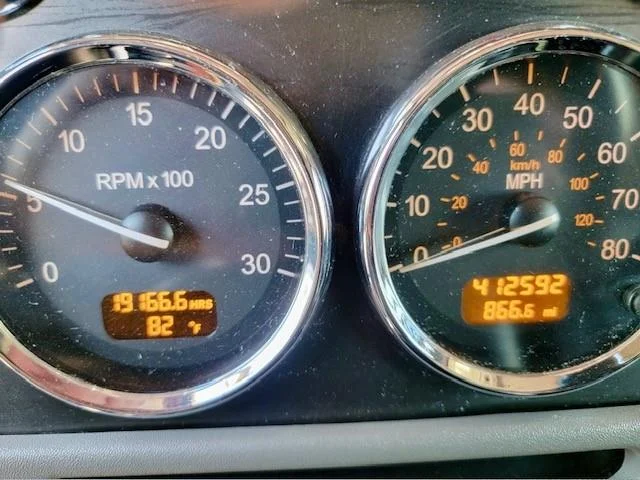 0 5 10 15 20 25 30
RPM x 100
19166.6 HRS
82 °F
0 10 20 30 40 50 60 70 80
0 20 40 60 80 100 120
km/h
MPH
412592
866.6 mi